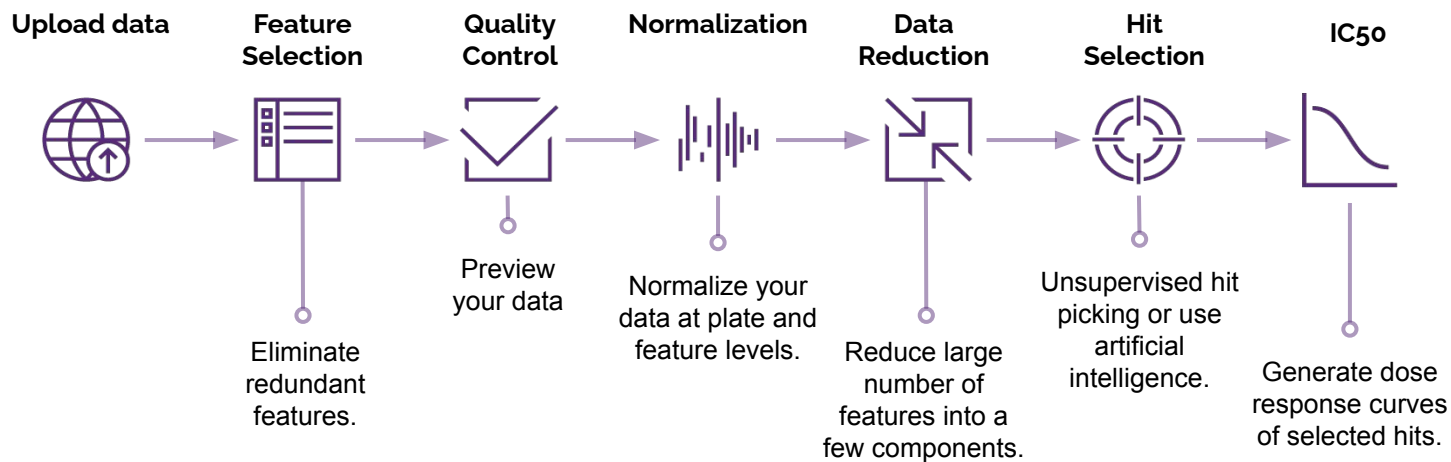 Upload data
Feature
Selection
Quality
Control
Normalization
Data
Reduction
Hit
Selection
IC50
Eliminate
redundant
features.
Preview
your data
Normalize your
data at plate and
feature levels.
Reduce large
number of
features into a
few components.
Unsupervised hit
picking or use
artificial
intelligence.
Generate dose
response curves
of selected hits.